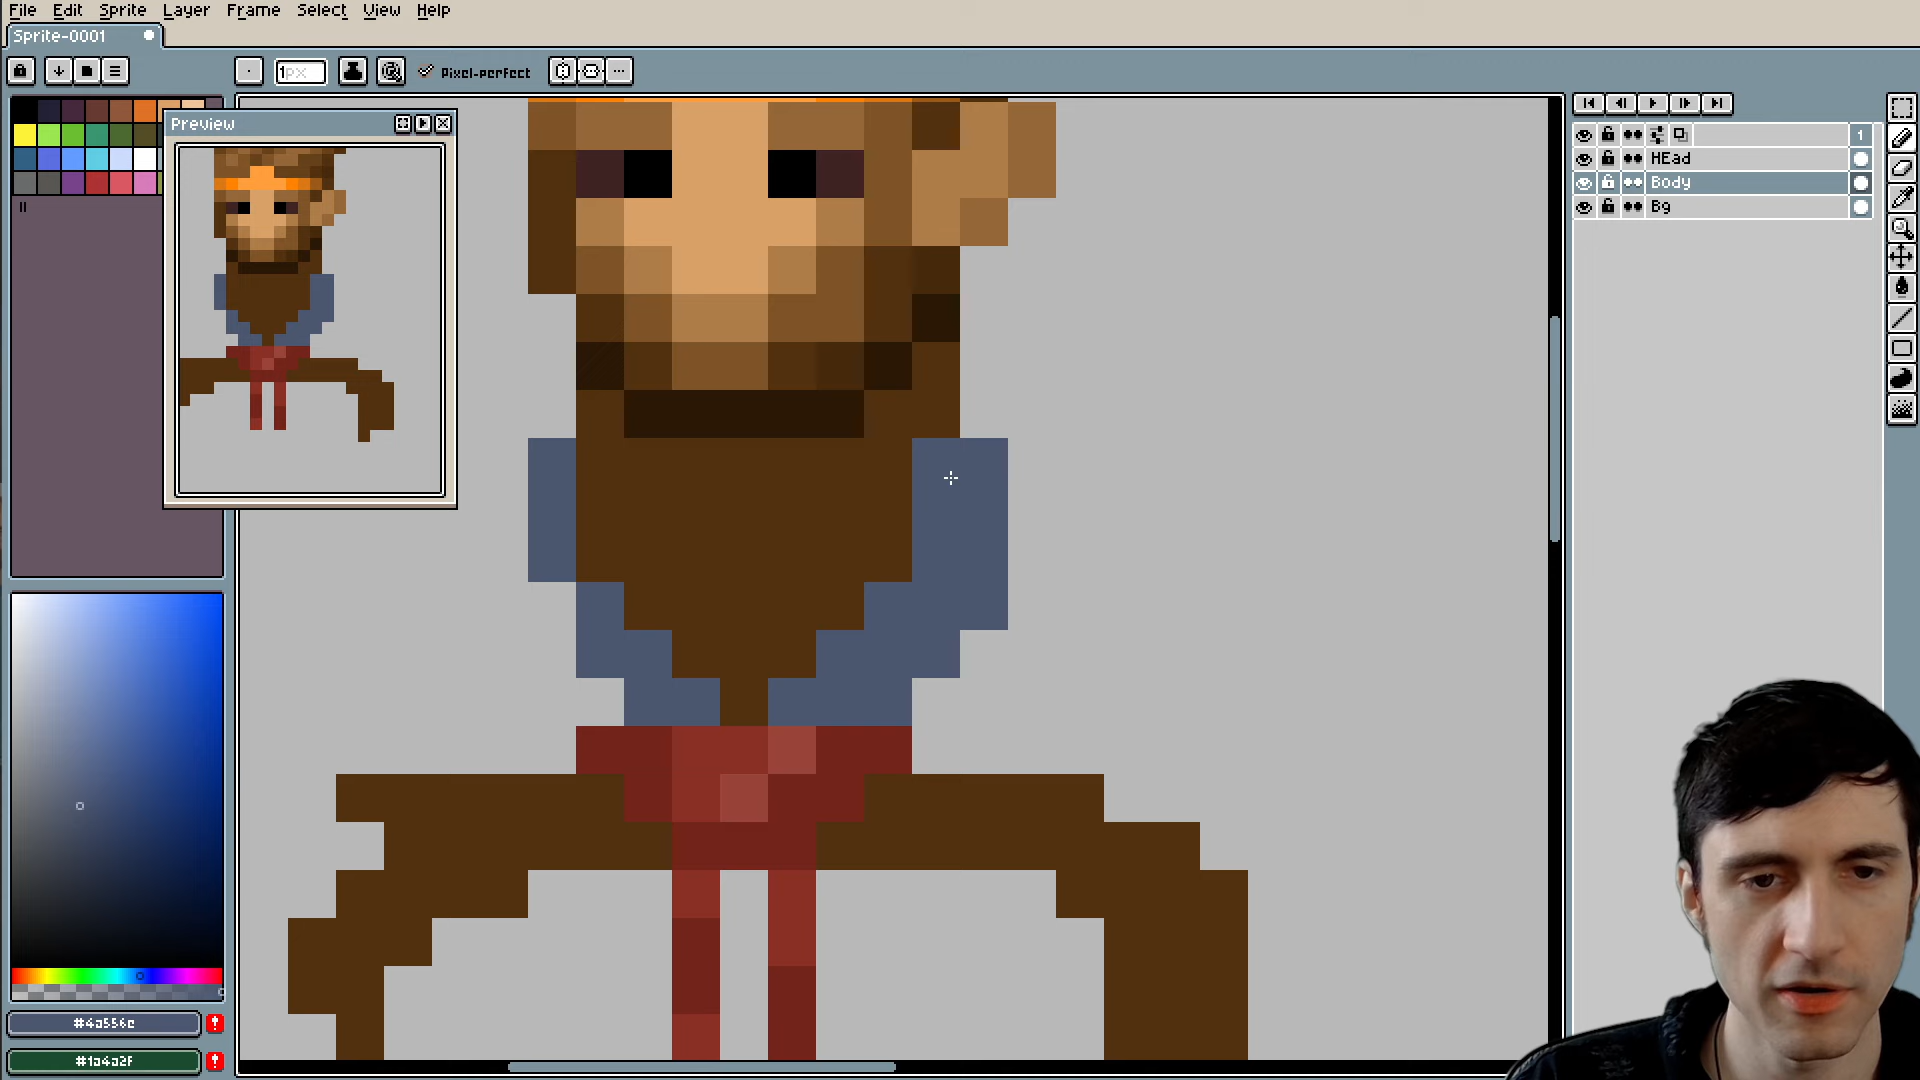 File Edit Sprite Layer Frame Select View Help
Sprite-0001
1px
Pixel-perfect
Preview
1
HEad
Body
Bg
#4a556c
#1a4a2f